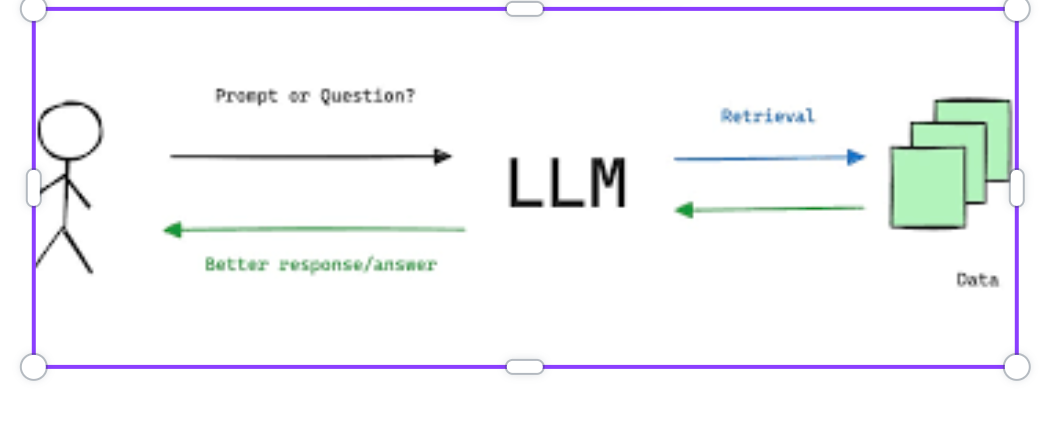 Prompt or Question?
Retrieval
LLM
Better response/answer
Data